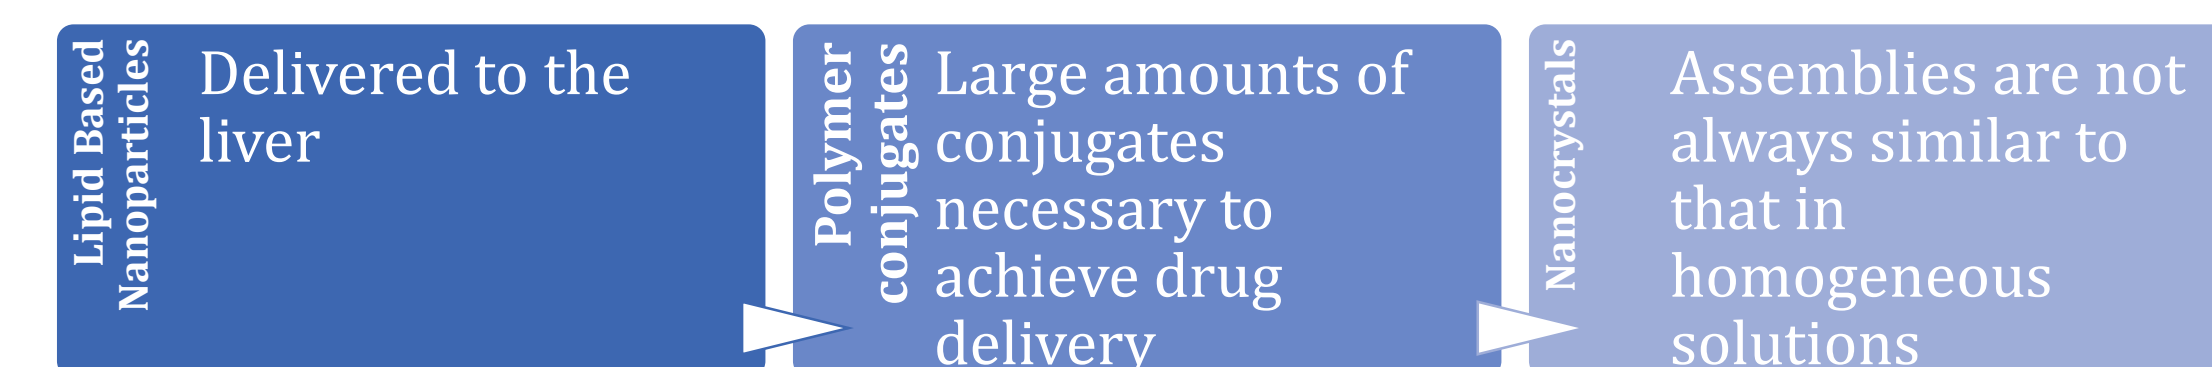 Lipid Based
Nanoparticles
Delivered to the
liver
Polymer
conjugates
Large amounts of
conjugates
necessary to
achieve drug
delivery
Nanocrystals
Assemblies are not
always similar to
that in
homogeneous
solutions